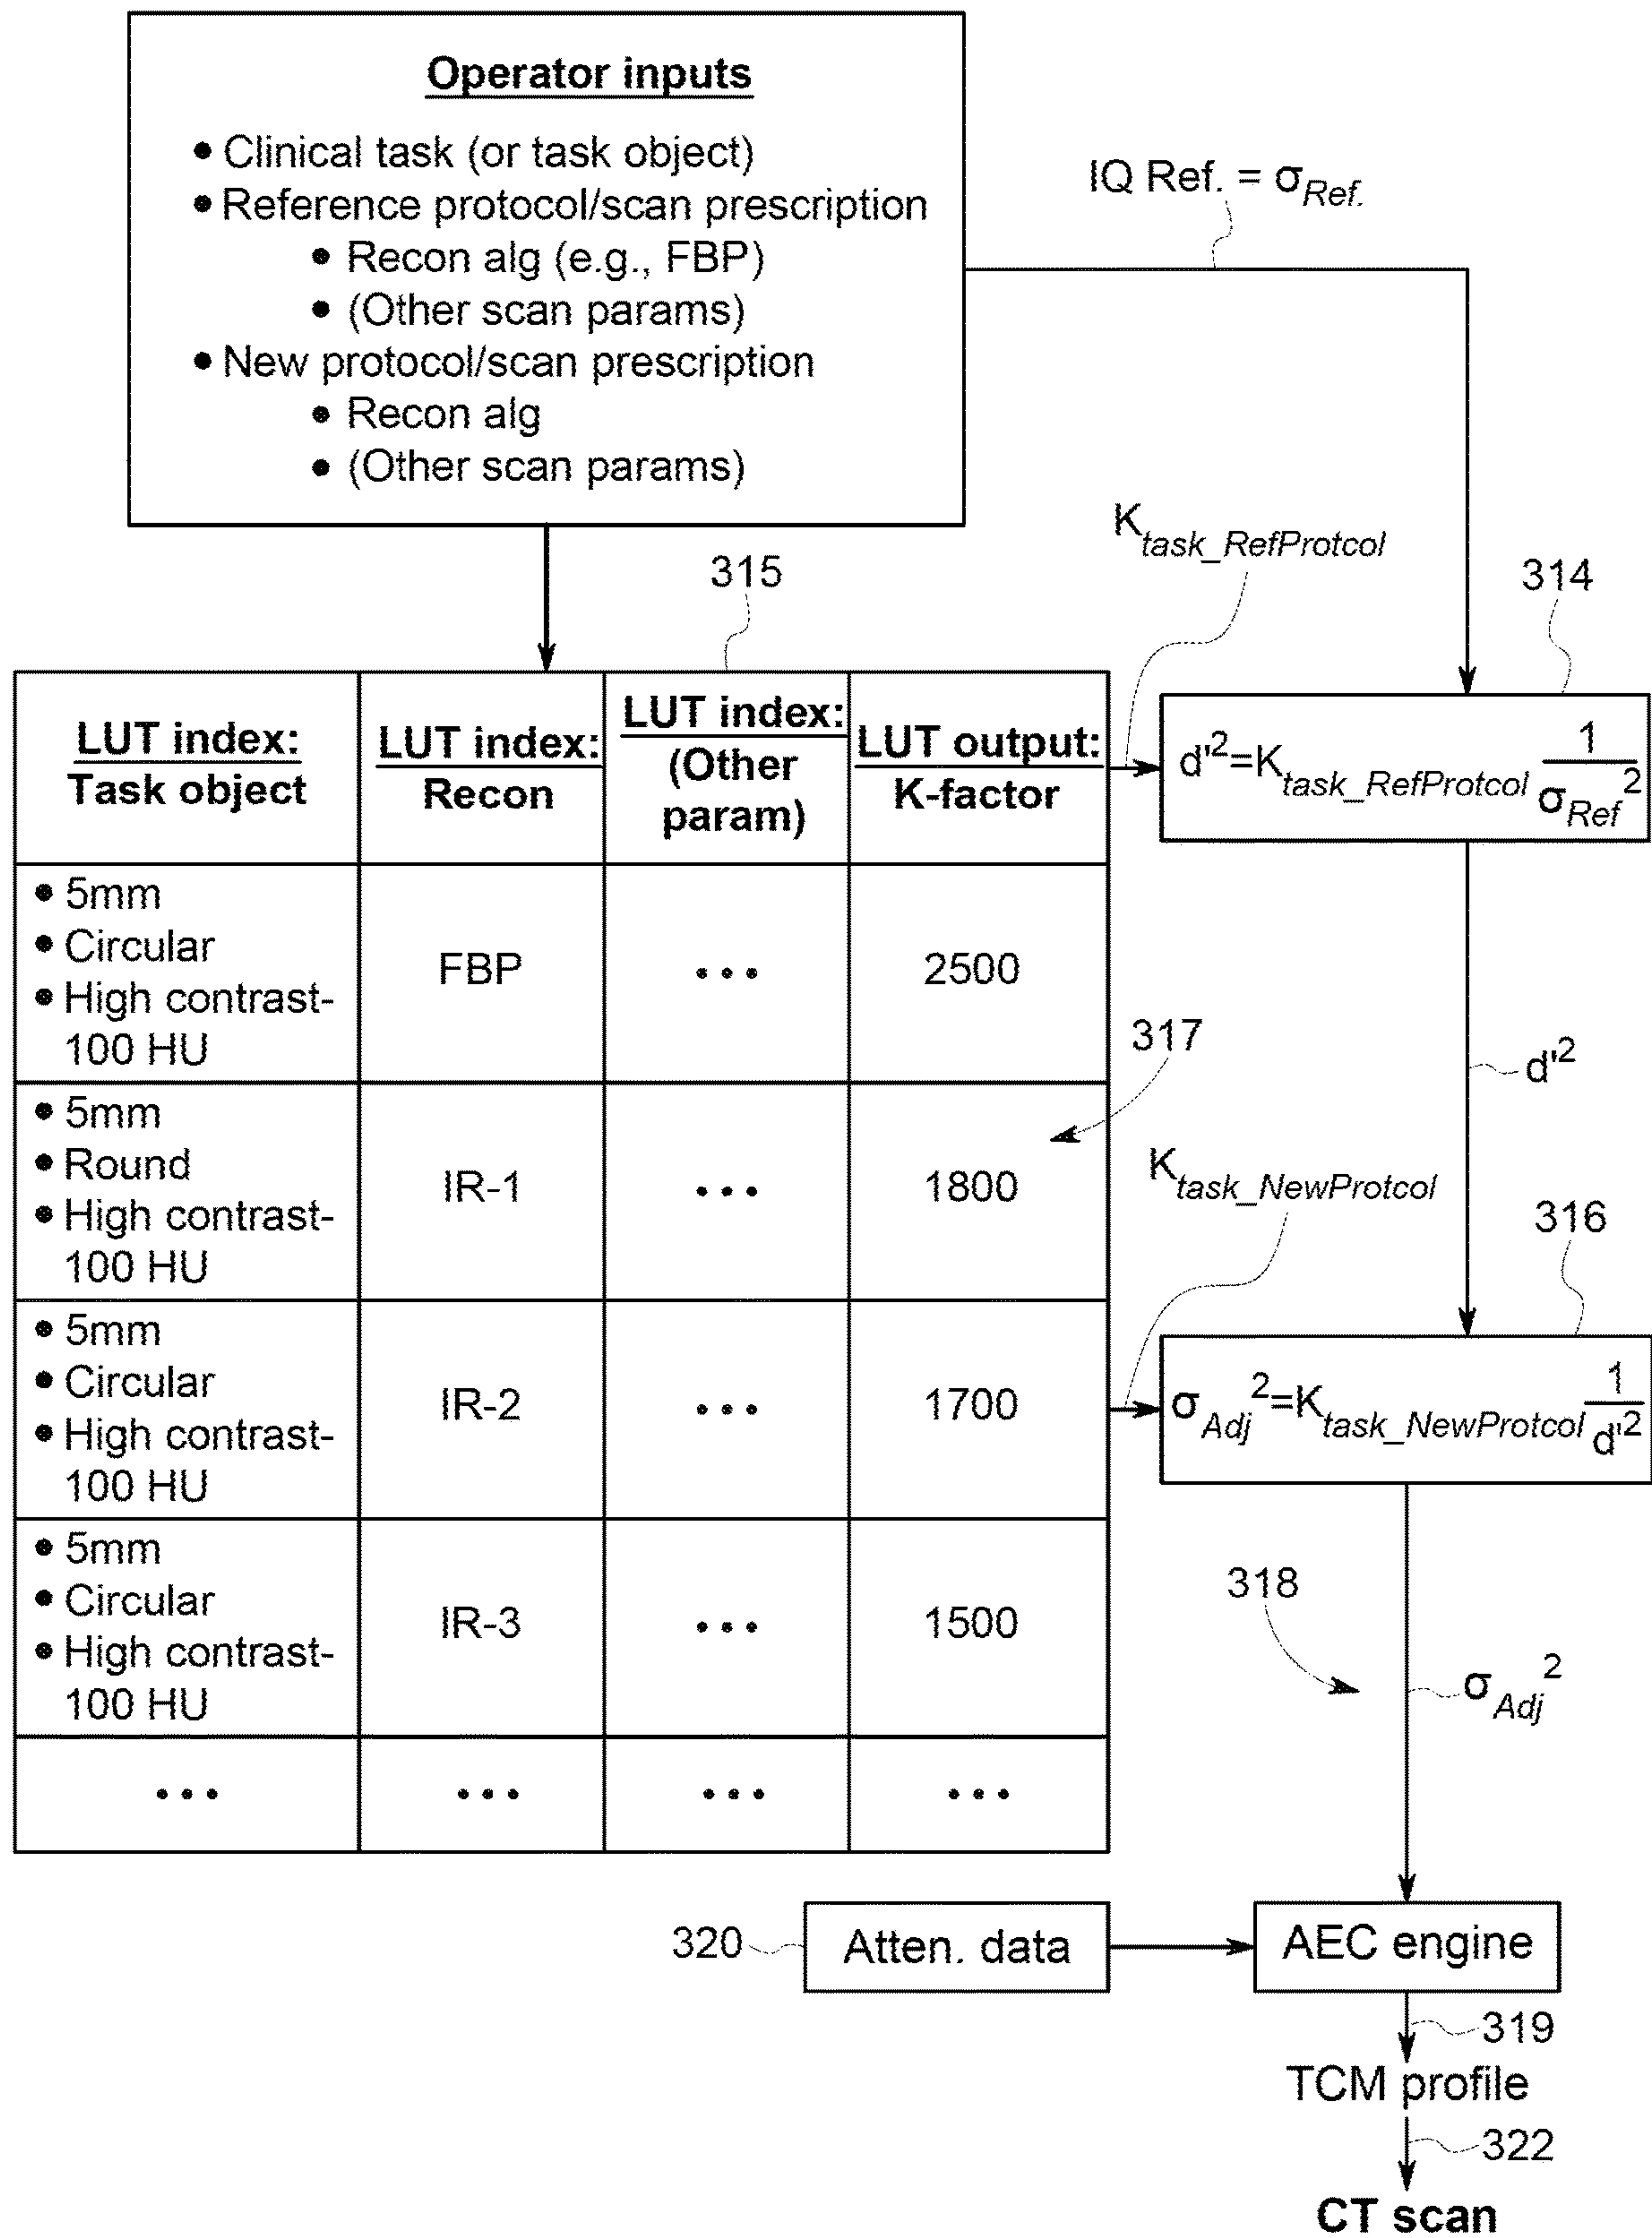 Operator inputs
• Clinical task (or task object)
• Reference protocol/scan prescription
• Recon alg (e.g., FBP)
• (Other scan params)
• New protocol/scan prescription
• Recon alg
• (Other scan params)
IQ Ref. = σRef.
Ktask_RefProtcol
315
314
LUT index:
Task object
LUT index:
Recon
LUT index:
(Other
param)
LUT output:
K-factor
d'²=Ktask_RefProtcol 1/σRef²
• 5mm
• Circular
• High contrast-
100 HU
FBP
•••
2500
317
d'²
• 5mm
• Round
• High contrast-
100 HU
IR-1
•••
1800
Ktask_NewProtcol
316
• 5mm
• Circular
• High contrast-
100 HU
IR-2
•••
1700
σAdj²=Ktask_NewProtcol 1/d'²
• 5mm
• Circular
• High contrast-
100 HU
IR-3
•••
1500
318
σAdj²
••• ••• ••• •••
320
Atten. data
AEC engine
319
TCM profile
322
CT scan